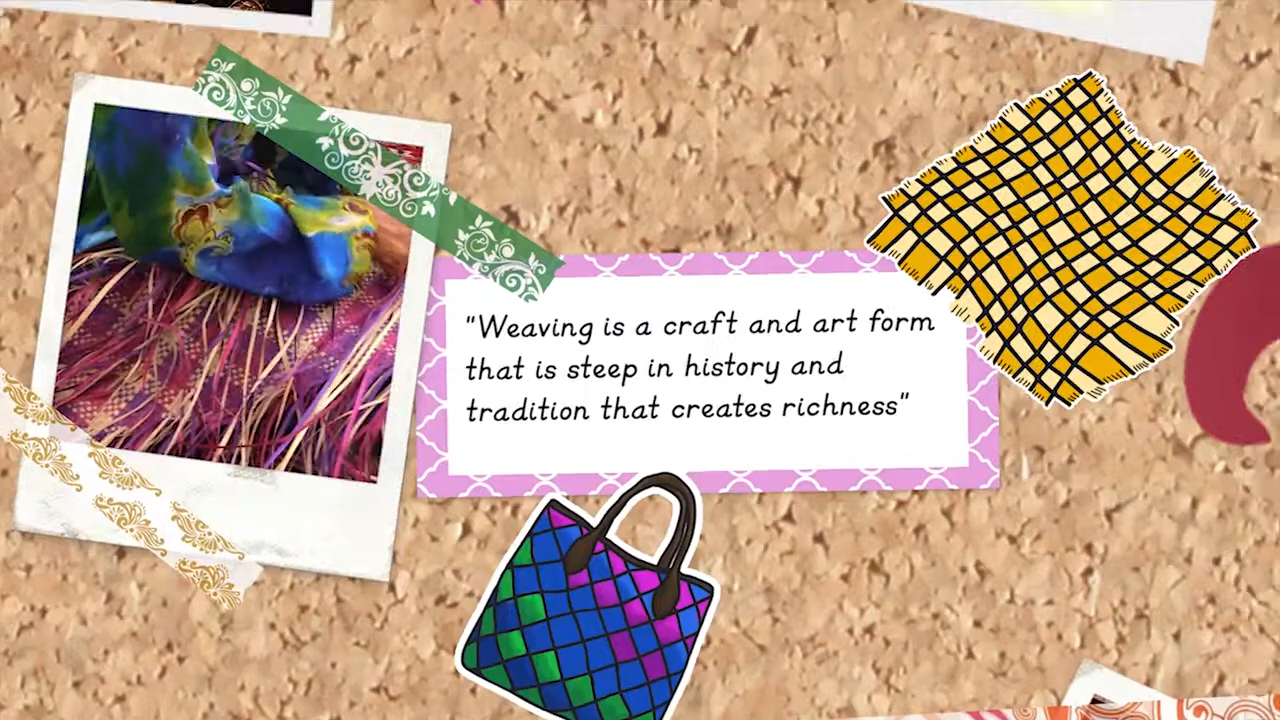 "Weaving is a craft and art form
that is steep in history and
tradition that creates richness"